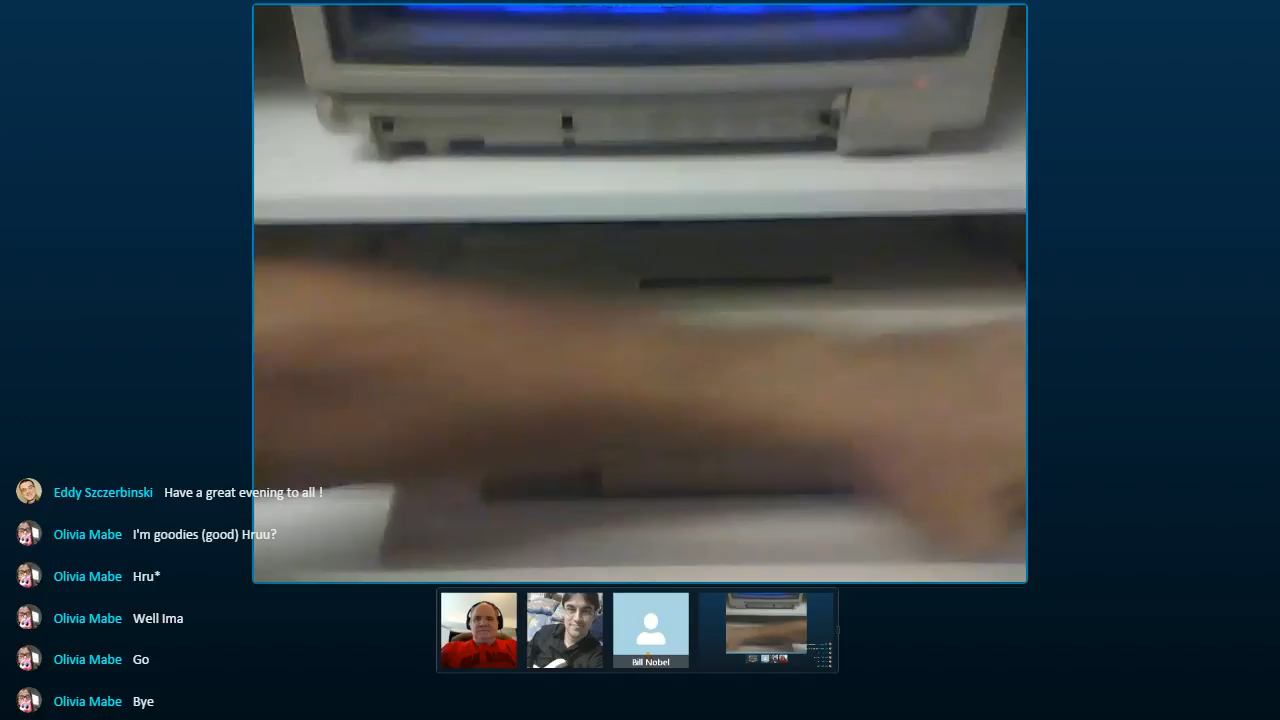 Eddy Szczerbinski Have a great evening to all !
Olivia Mabe I'm goodies (good) Hruu?
Olivia Mabe Hru*
Olivia Mabe Well Ima
Olivia Mabe Go
Olivia Mabe Bye
Bill Nobel